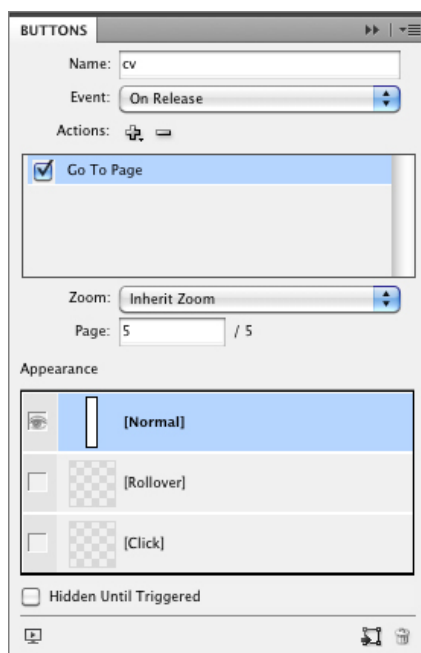 BUTTONS
Name: cv
Event: On Release
Actions:
Go To Page
Zoom: Inherit Zoom
Page: 5 / 5
Appearance
[Normal]
[Rollover]
[Click]
Hidden Until Triggered